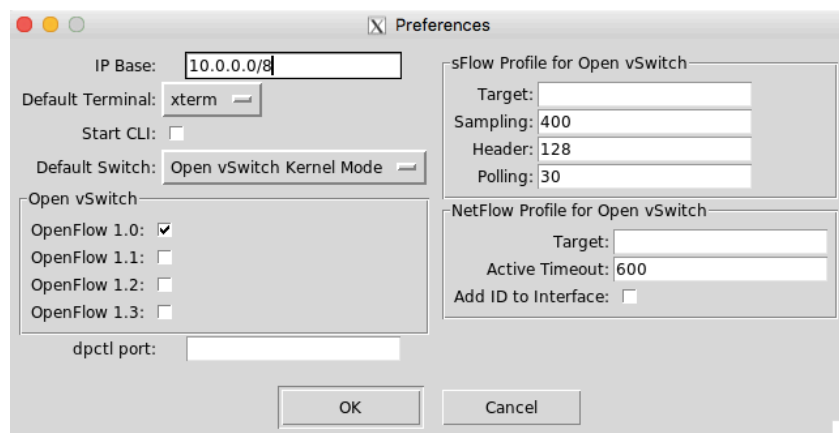 Preferences
IP Base: 10.0.0.0/8
Default Terminal: xterm
Start CLI:
Default Switch: Open vSwitch Kernel Mode
Open vSwitch
OpenFlow 1.0:
OpenFlow 1.1:
OpenFlow 1.2:
OpenFlow 1.3:
dpctl port:
sFlow Profile for Open vSwitch
Target:
Sampling: 400
Header: 128
Polling: 30
NetFlow Profile for Open vSwitch
Target:
Active Timeout: 600
Add ID to Interface:
OK Cancel